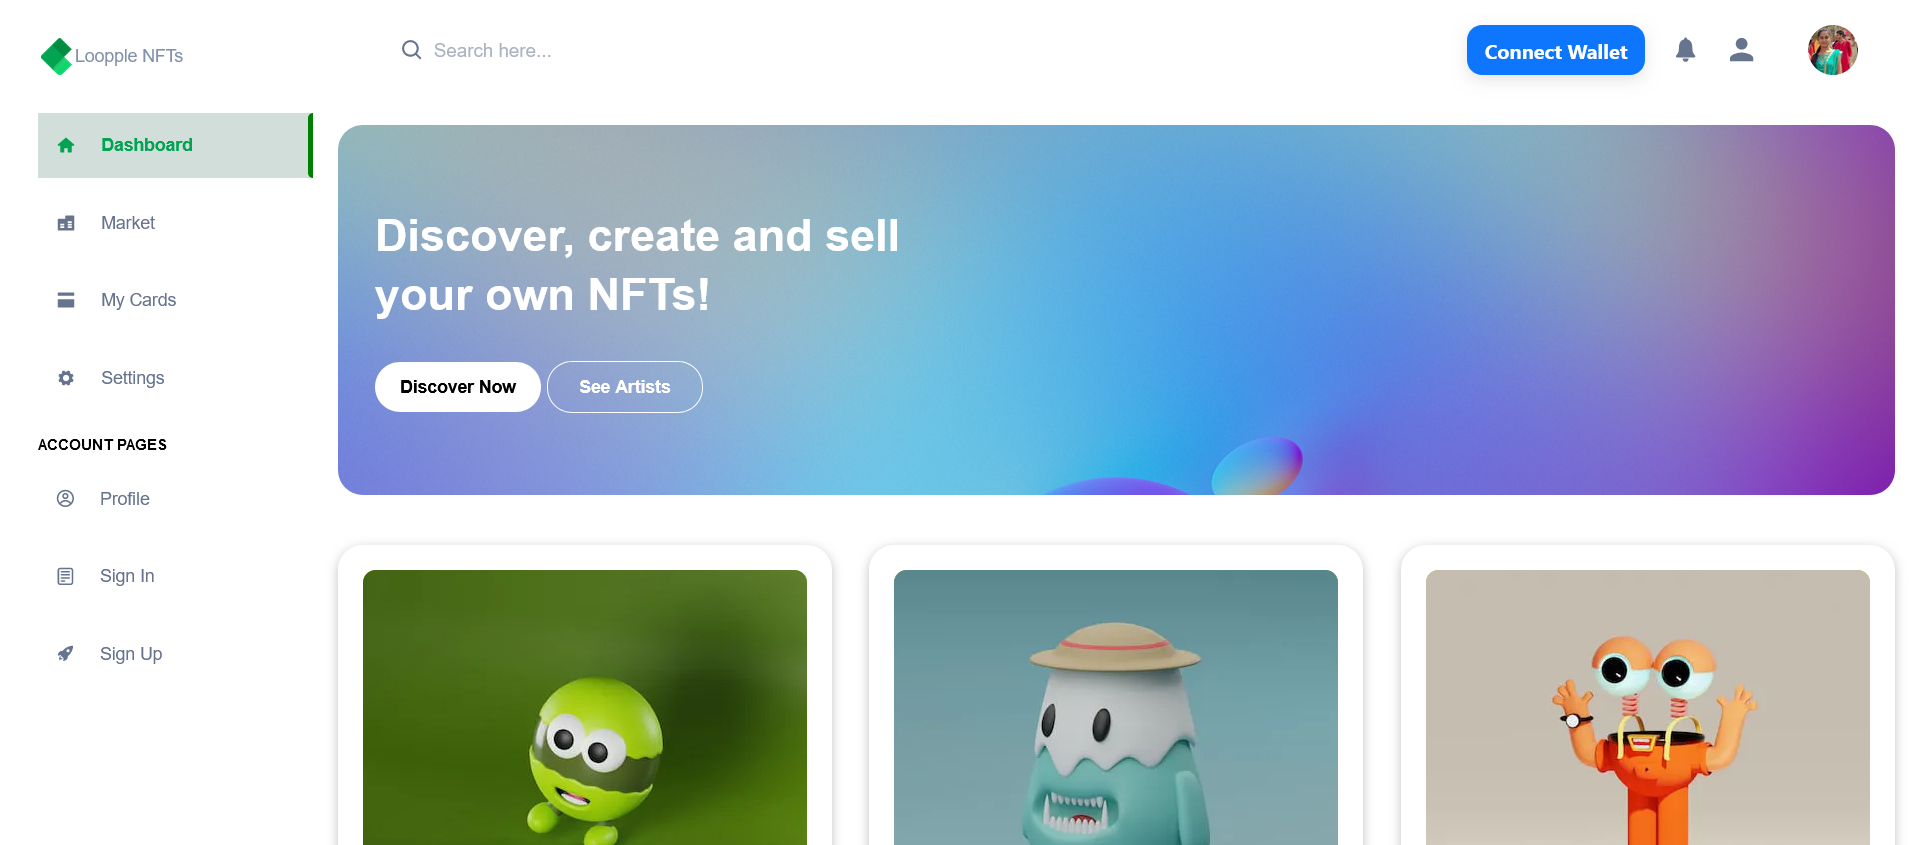 Loopple NFTs
Search here...
Connect Wallet
Dashboard
Market
My Cards
Settings
ACCOUNT PAGES
Profile
Sign In
Sign Up
Discover, create and sell
your own NFTs!
Discover Now
See Artists